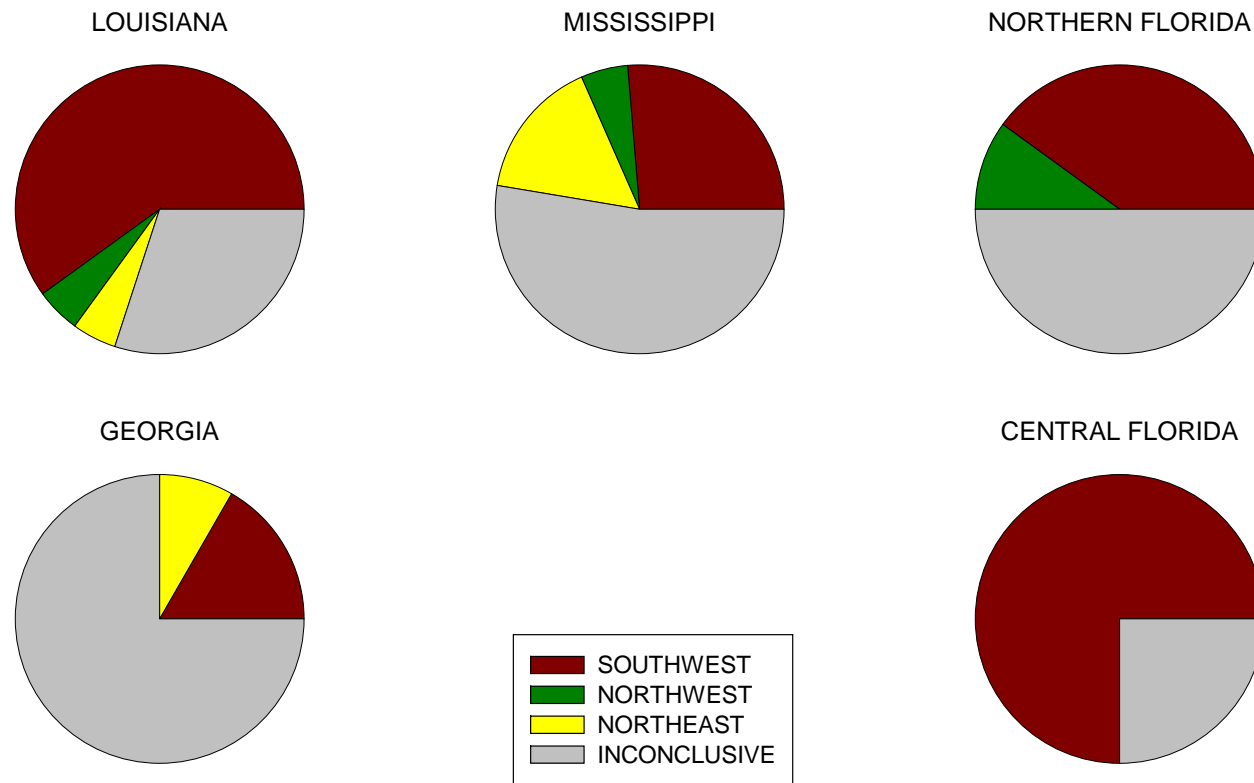 LOUISIANA
MISSISSIPPI
NORTHERN FLORIDA
GEORGIA
CENTRAL FLORIDA
SOUTHWEST
NORTHWEST
NORTHEAST
INCONCLUSIVE